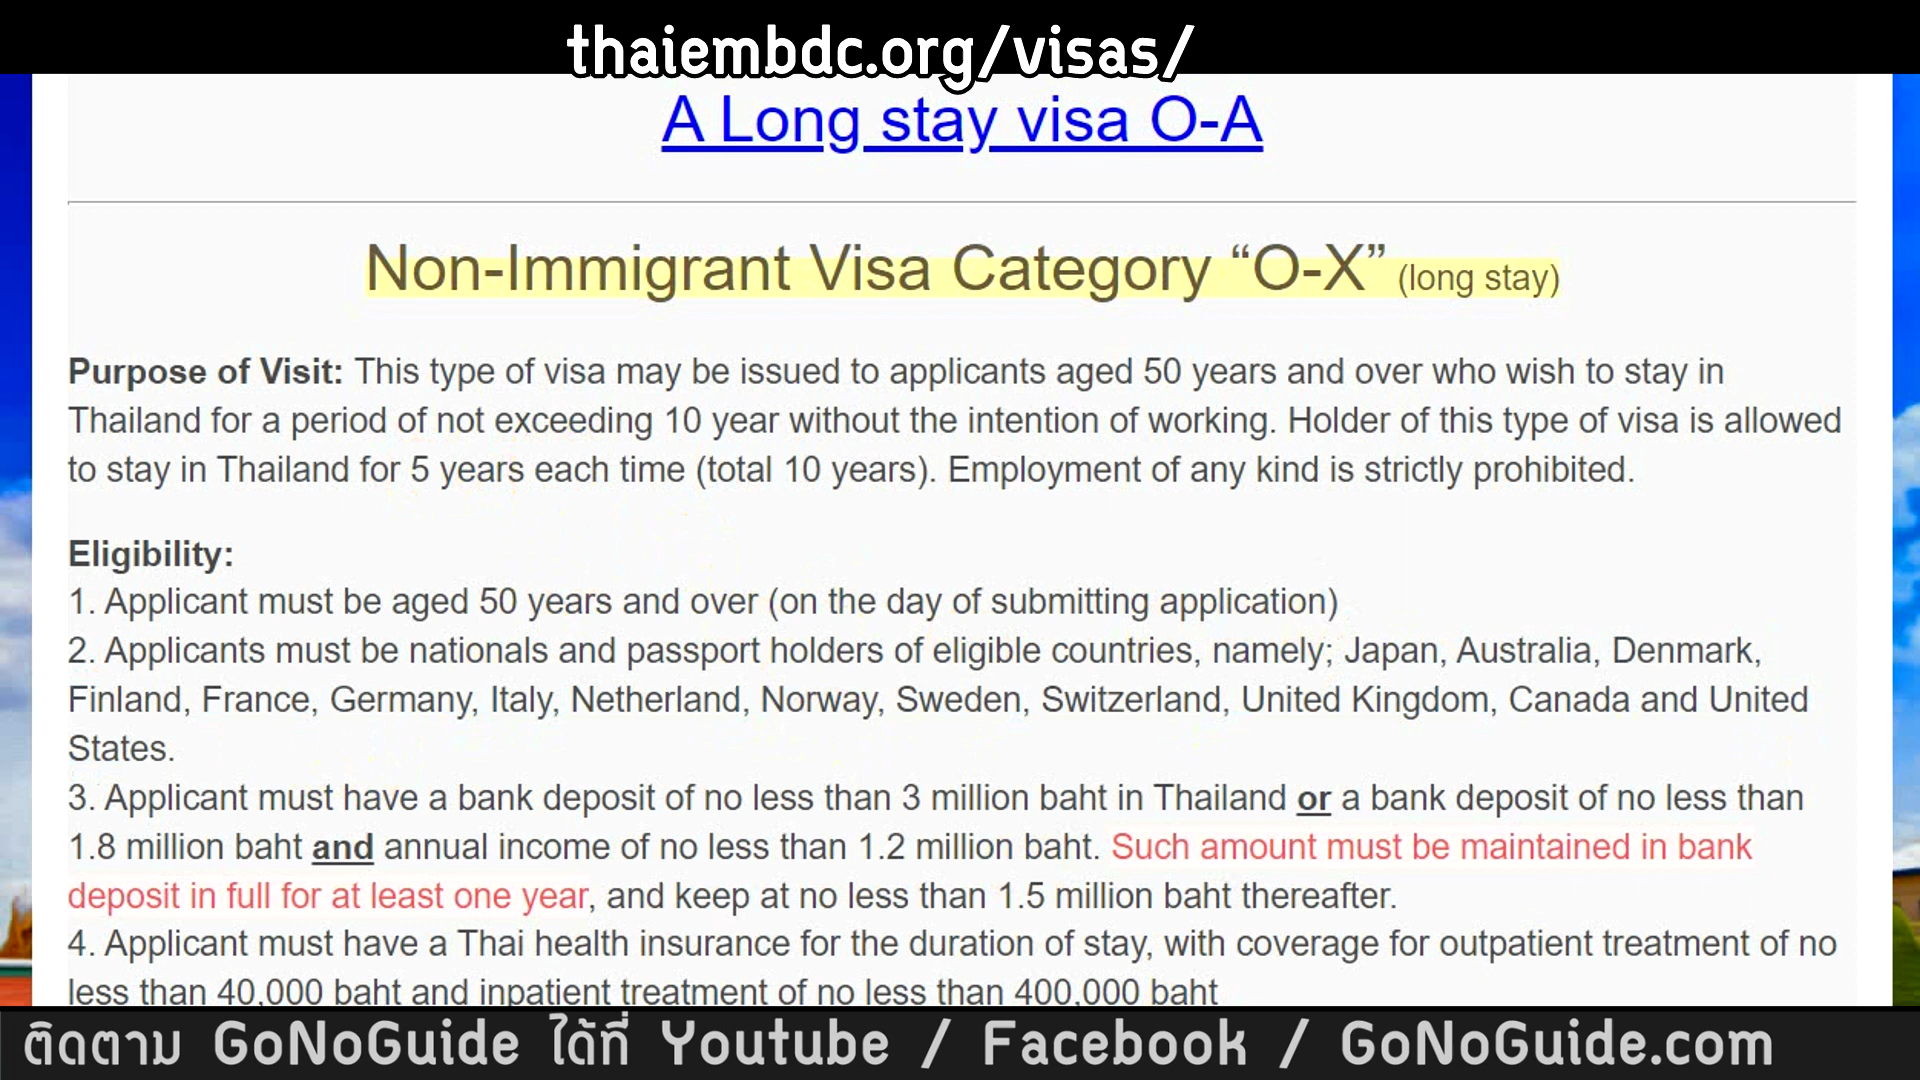 thaiembdc.org/visas/
A Long stay visa O-A
Non-Immigrant Visa Category “O-X” (long stay)
Purpose of Visit: This type of visa may be issued to applicants aged 50 years and over who wish to stay in
Thailand for a period of not exceeding 10 year without the intention of working. Holder of this type of visa is allowed
to stay in Thailand for 5 years each time (total 10 years). Employment of any kind is strictly prohibited.
Eligibility:
1. Applicant must be aged 50 years and over (on the day of submitting application)
2. Applicants must be nationals and passport holders of eligible countries, namely; Japan, Australia, Denmark,
Finland, France, Germany, Italy, Netherland, Norway, Sweden, Switzerland, United Kingdom, Canada and United
States.
3. Applicant must have a bank deposit of no less than 3 million baht in Thailand or a bank deposit of no less than
1.8 million baht and annual income of no less than 1.2 million baht. Such amount must be maintained in bank
deposit in full for at least one year, and keep at no less than 1.5 million baht thereafter.
4. Applicant must have a Thai health insurance for the duration of stay, with coverage for outpatient treatment of no
less than 40,000 baht and inpatient treatment of no less than 400,000 baht
ติดตาม GoNoGuide ได้ที่ Youtube / Facebook / GoNoGuide.com